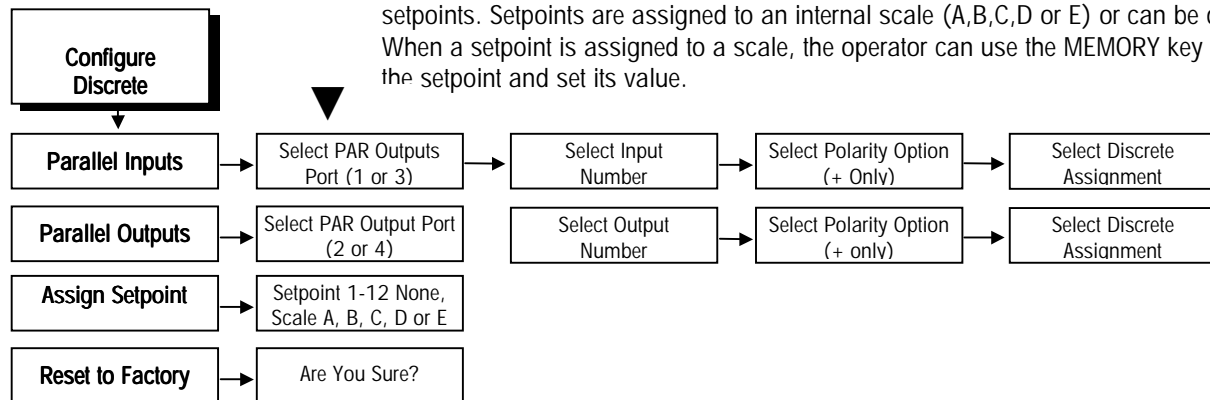 setpoints. Setpoints are assigned to an internal scale (A,B,C,D or E) or can be
When a setpoint is assigned to a scale, the operator can use the MEMORY key
the setpoint and set its value.
Configure
Discrete
Parallel Inputs
Select PAR Outputs
Port (1 or 3)
Select Input
Number
Select Polarity Option
(+ Only)
Select Discrete
Assignment
Parallel Outputs
Select PAR Output Port
(2 or 4)
Select Output
Number
Select Polarity Option
(+ only)
Select Discrete
Assignment
Assign Setpoint
Setpoint 1-12 None,
Scale A, B, C, D or E
Reset to Factory
Are You Sure?